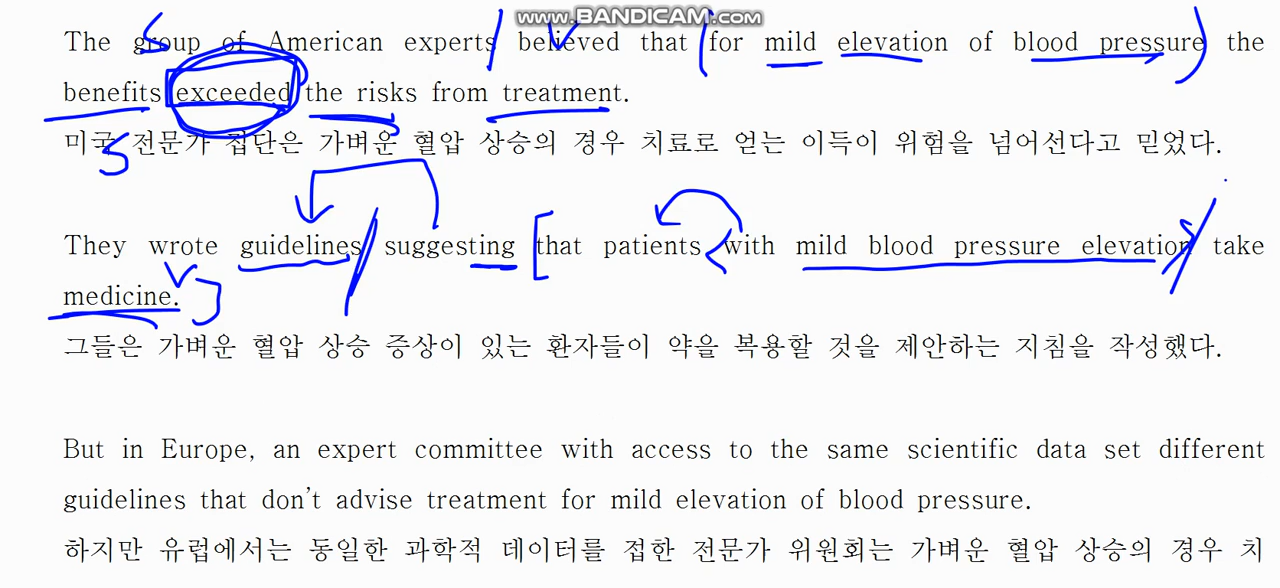 www.BANDICAM.com
The group of American experts believed that for mild elevation of blood pressure the
benefits exceeded the risks from treatment.
미국 전문가 집단은 가벼운 혈압 상승의 경우 치료로 얻는 이득이 위험을 넘어선다고 믿었다.
They wrote guidelines suggesting that patients with mild blood pressure elevation take
medicine.
그들은 가벼운 혈압 상승 증상이 있는 환자들이 약을 복용할 것을 제안하는 지침을 작성했다.
But in Europe, an expert committee with access to the same scientific data set different
guidelines that don't advise treatment for mild elevation of blood pressure.
하지만 유럽에서는 동일한 과학적 데이터를 접한 전문가 위원회는 가벼운 혈압 상승의 경우 치